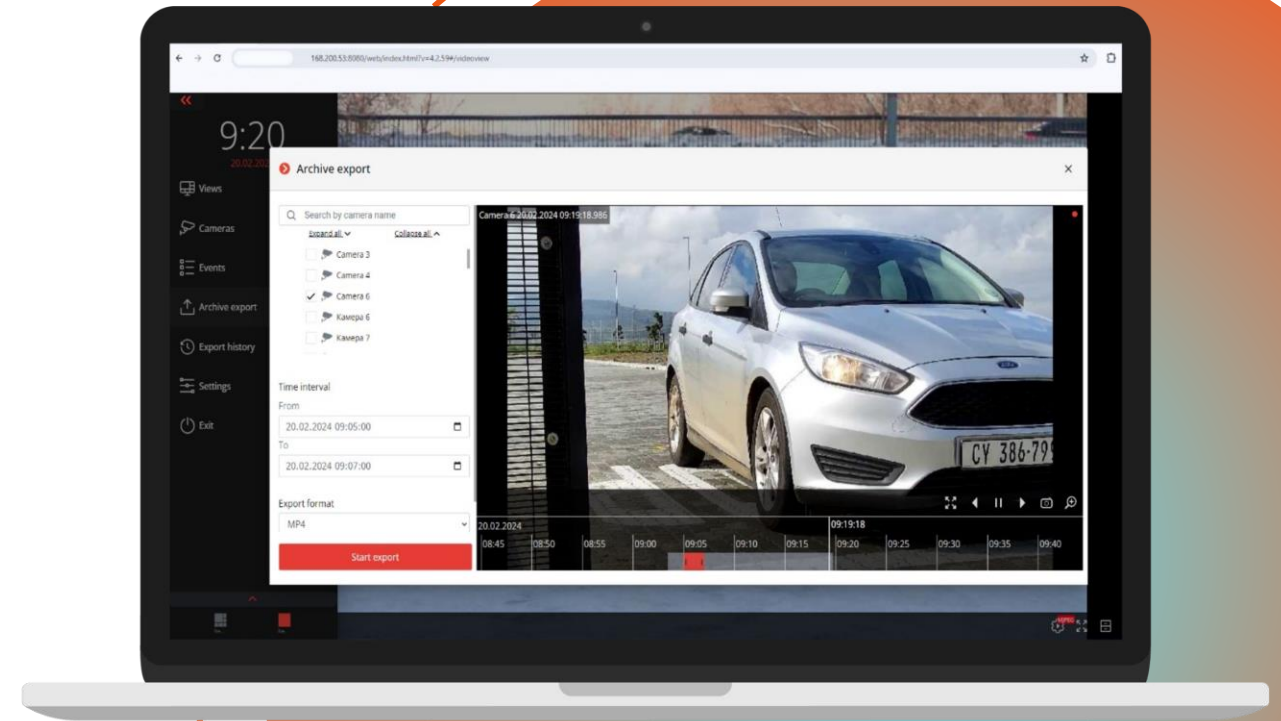 168.200.53:8080/web/index.html?v=4.2.59#/videoview
9:20
20.02.202
Views
Cameras
Events
Archive export
Export history
Settings
Exit
Archive export
Search by camera name
Expand all
Collapse all
Camera 3
Camera 4
Camera 6
Камера 6
Камера 7
Time interval
From
20.02.2024 09:05:00
To
20.02.2024 09:07:00
Export format
MP4
Start export
Camera 6 20.02.2024 09:19:18.986
Ford
CY 386·799
20.02.2024
09:19:18
08:45 08:50 08:55 09:00 09:05 09:10 09:15 09:20 09:25 09:30 09:35 09:40